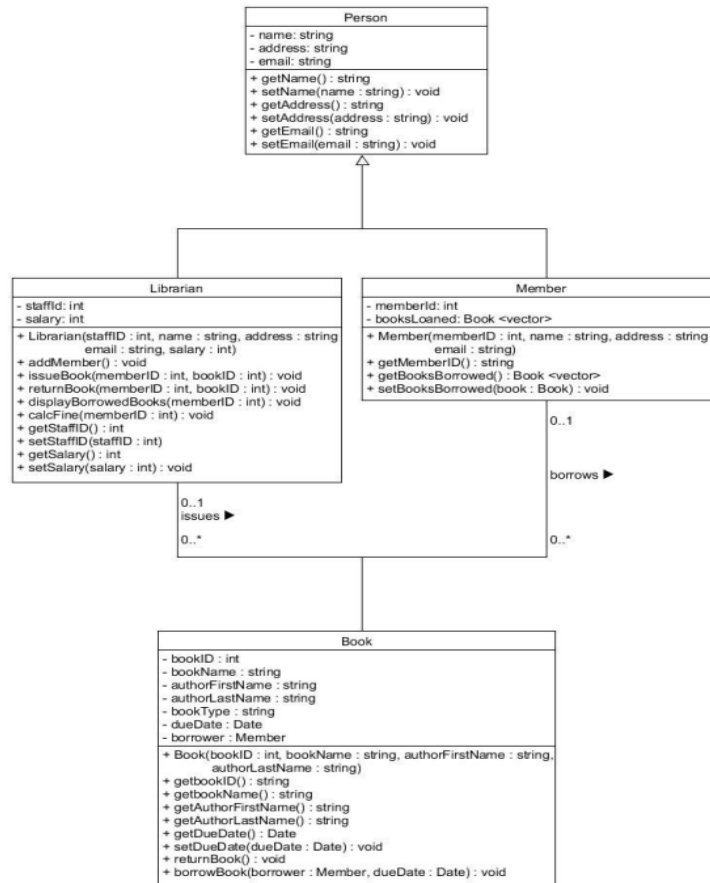 Person
- name: string
- address: string
- email: string
+ getName() : string
+ setName(name : string) : void
+ getAddress() : string
+ setAddress(address : string) : void
+ getEmail() : string
+ setEmail(email : string) : void
Librarian
- staffId: int
- salary: int
+ Librarian(staffID : int, name : string, address : string
email : string, salary : int)
+ addMember() : void
+ issueBook(memberID : int, bookID : int) : void
+ returnBook(memberID : int, bookID : int) : void
+ displayBorrowedBooks(memberID : int) : void
+ calcFine(memberID : int) : void
+ getStaffID() : int
+ setStaffID(staffID : int)
+ getSalary() : int
+ setSalary(salary : int) : void
Member
- memberId: int
- booksLoaned: Book <vector>
+ Member(memberID : int, name : string, address : string
email : string)
+ getMemberID() : string
+ getBooksBorrowed() : Book <vector>
+ setBooksBorrowed(book : Book) : void
0..1
issues ►
0..*
0..1
borrows ►
0..*
Book
- bookID : int
- bookName : string
- authorFirstName : string
- authorLastName : string
- bookType : string
- dueDate : Date
- borrower : Member
+ Book(bookID : int, bookName : string, authorFirstName : string,
authorLastName : string)
+ getbookID() : string
+ getbookName() : string
+ getAuthorFirstName() : string
+ getAuthorLastName() : string
+ getDueDate() : Date
+ setDueDate(dueDate : Date) : void
+ returnBook() : void
+ borrowBook(borrower : Member, dueDate : Date) : void